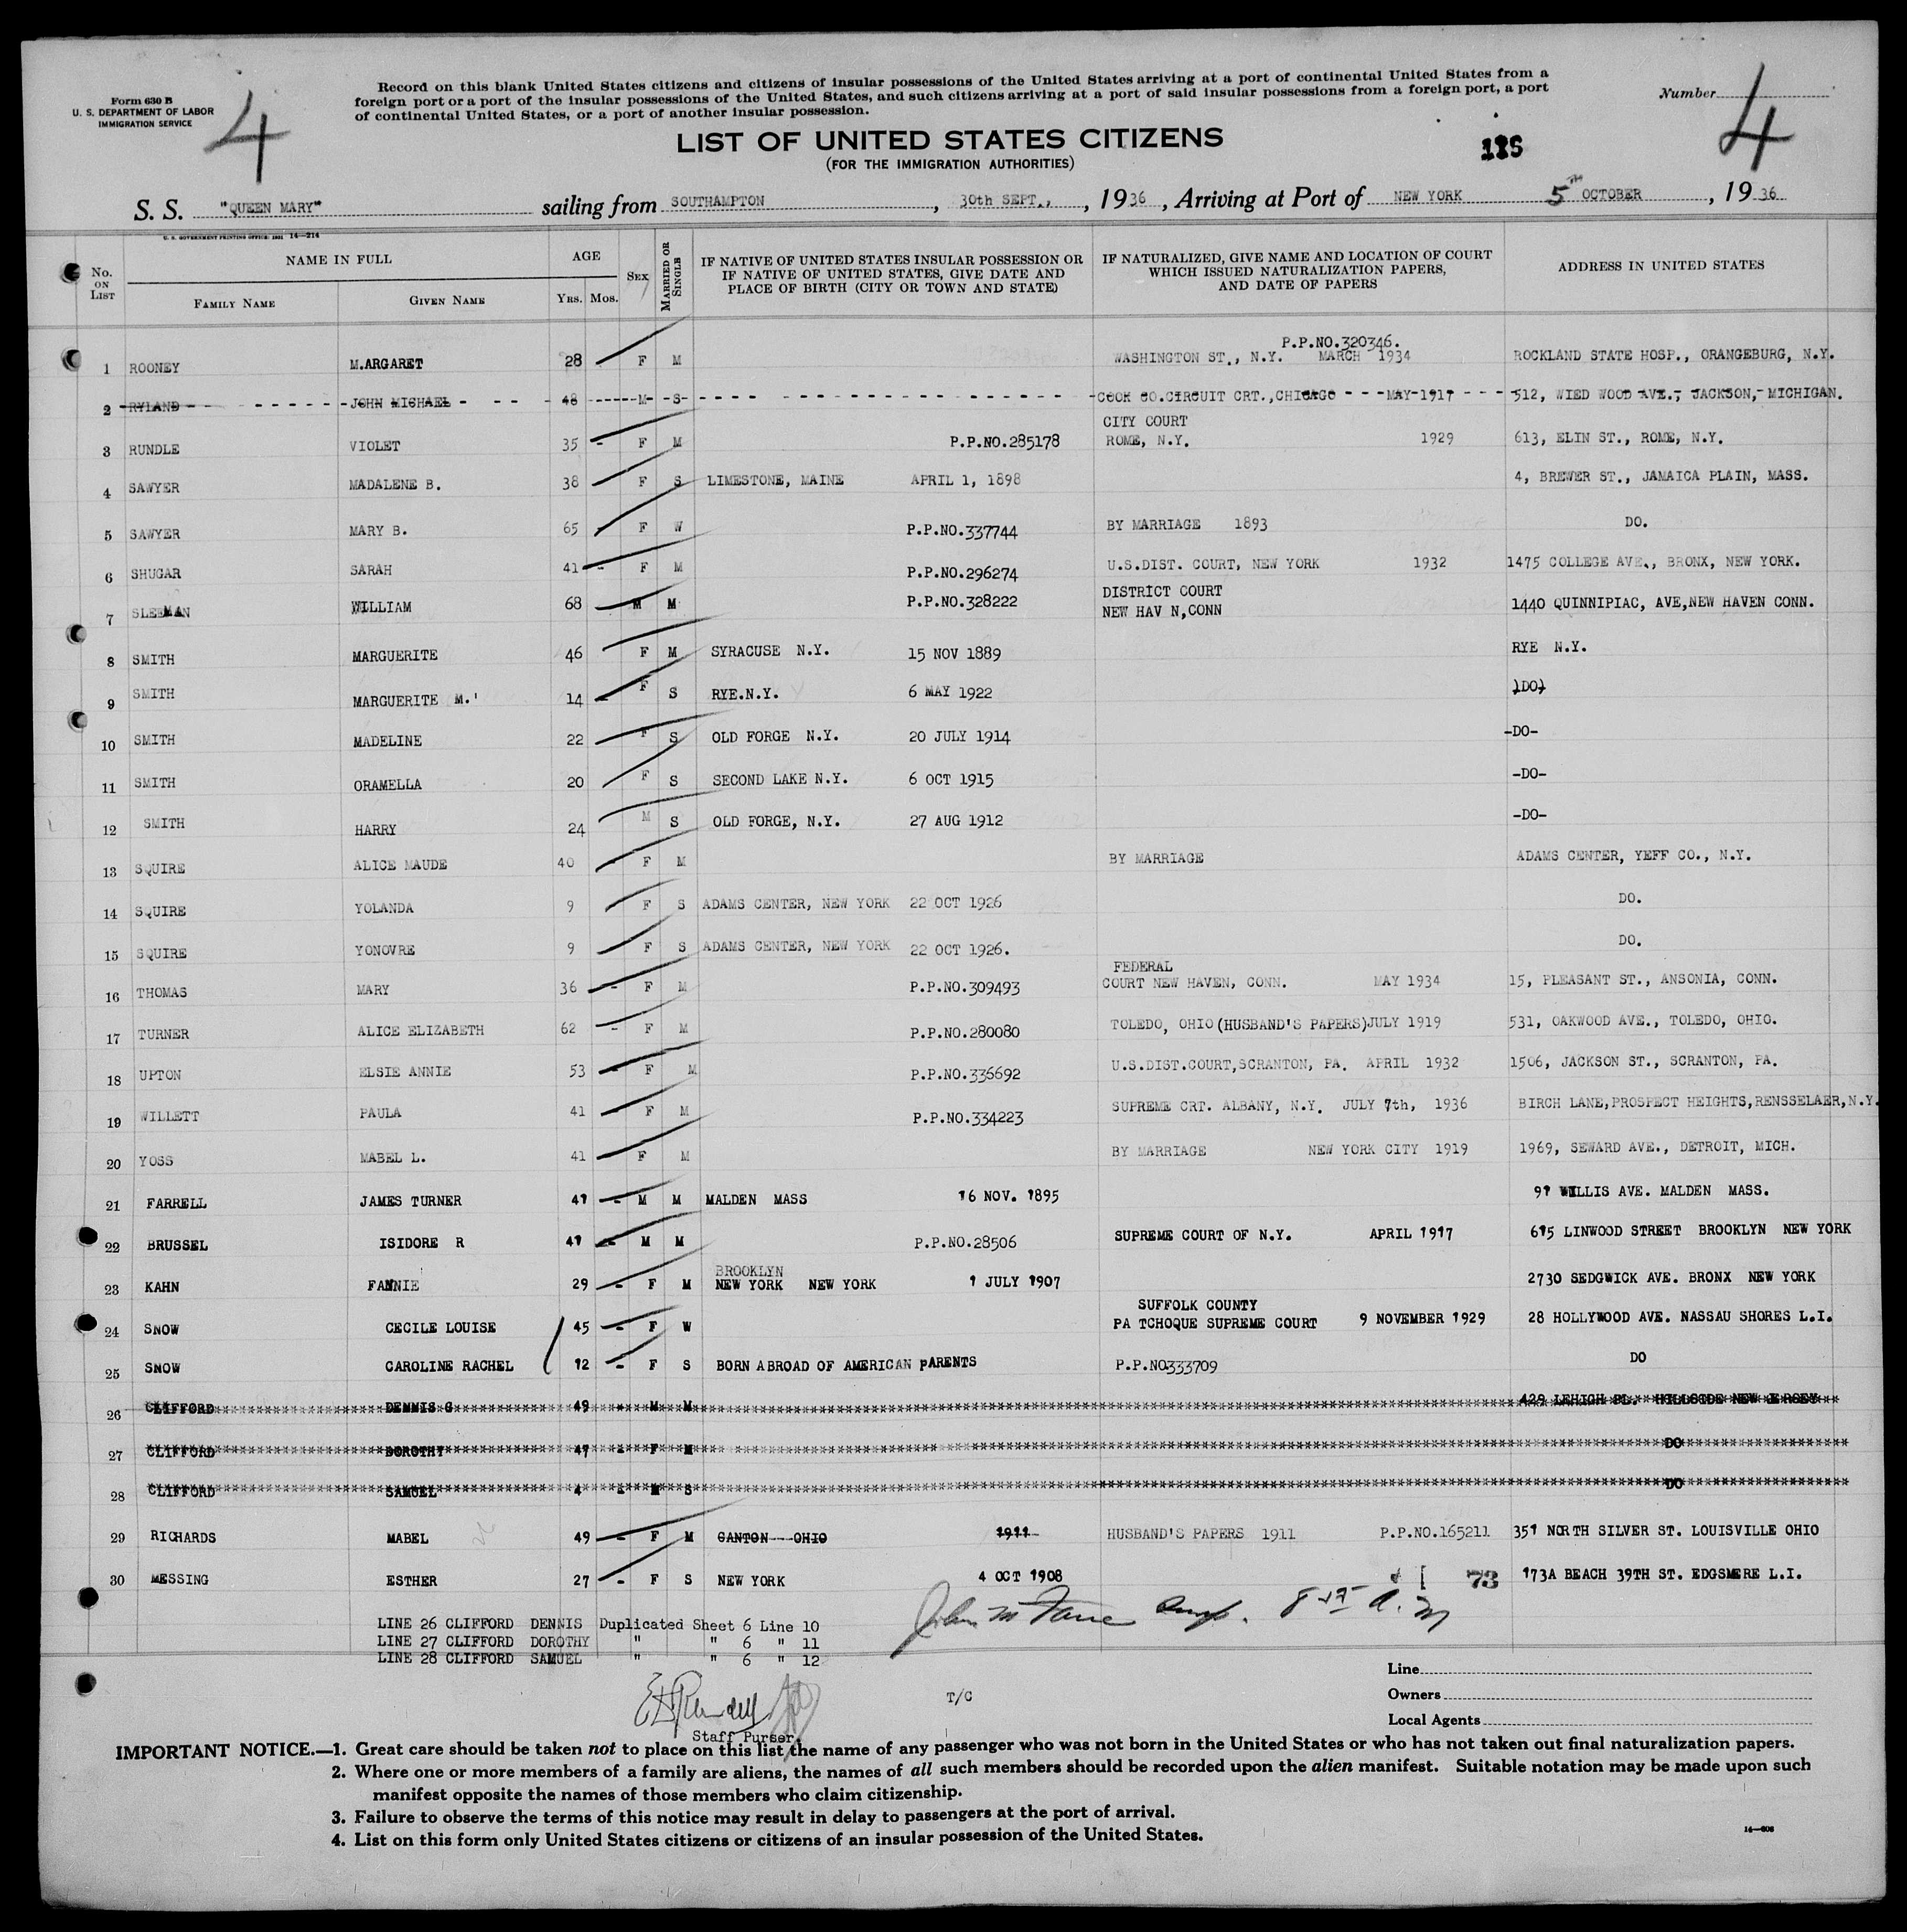 Form 630 B
U. S. DEPARTMENT OF LABOR
IMMIGRATION SERVICE
4
Record on this blank United States citizens and citizens of insular possessions of the United States arriving at a port of continental United States from a
foreign port or a port of the insular possessions of the United States, and such citizens arriving at a port of said insular possessions from a foreign port, a port
of continental United States, or a port of another insular possession.
Number 4
LIST OF UNITED STATES CITIZENS
(FOR THE IMMIGRATION AUTHORITIES)
S. S. "QUEEN MARY" sailing from SOUTHAMPTON, 30th SEPT., 1936, Arriving at Port of NEW YORK 5th OCTOBER, 1936
U. S. GOVERNMENT PRINTING OFFICE: 1931 14—214
No. ON LIST NAME IN FULL AGE SEX MARRIED OR SINGLE IF NATIVE OF UNITED STATES INSULAR POSSESSION OR IF NATIVE OF UNITED STATES, GIVE DATE AND PLACE OF BIRTH (CITY OR TOWN AND STATE) IF NATURALIZED, GIVE NAME AND LOCATION OF COURT WHICH ISSUED NATURALIZATION PAPERS, AND DATE OF PAPERS ADDRESS IN UNITED STATES
FAMILY NAME GIVEN NAME YRS. MOS.
P.P.NO.320346.
1 ROONEY M.ARGARET 28 F M WASHINGTON ST., N.Y. MARCH 1934 ROCKLAND STATE HOSP., ORANGEBURG, N.Y.
2 RYLAND JOHN MICHAEL 48 M S COOK CO.CIRCUIT CRT.,CHICAGO MAY 1917 512, WIED WOOD AVE., JACKSON, MICHIGAN.
CITY COURT
3 RUNDLE VIOLET 35 - F M P.P.NO.285178 ROME, N.Y. 1929 613, ELIN ST., ROME, N.Y.
4 SAWYER MADALENE B. 38 F S LIMESTONE, MAINE APRIL 1, 1898 4, BREWER ST., JAMAICA PLAIN, MASS.
5 SAWYER MARY B. 65 - F W P.P.NO.337744 BY MARRIAGE 1893 DO.
6 SHUGAR SARAH 41 - F M P.P.NO.296274 U.S.DIST. COURT, NEW YORK 1932 1475 COLLEGE AVE., BRONX, NEW YORK.
DISTRICT COURT
7 SLEEMAN WILLIAM 68 M M P.P.NO.328222 NEW HAV N,CONN 1440 QUINNIPIAC, AVE,NEW HAVEN CONN.
8 SMITH MARGUERITE 46 F M SYRACUSE N.Y. 15 NOV 1889 RYE N.Y.
9 SMITH MARGUERITE M.' 14 F S RYE.N.Y. 6 MAY 1922 )DO)
10 SMITH MADELINE 22 F S OLD FORGE N.Y. 20 JULY 1914 -DO-
11 SMITH ORAMELLA 20 F S SECOND LAKE N.Y. 6 OCT 1915 -DO-
12 SMITH HARRY 24 M S OLD FORGE, N.Y. 27 AUG 1912 -DO-
13 SQUIRE ALICE MAUDE 40 F M BY MARRIAGE ADAMS CENTER, YEFF CO., N.Y.
14 SQUIRE YOLANDA 9 F S ADAMS CENTER, NEW YORK 22 OCT 1926 DO.
15 SQUIRE YONOVRE 9 F S ADAMS CENTER, NEW YORK 22 OCT 1926. DO.
FEDERAL
16 THOMAS MARY 36 - F M P.P.NO.309493 COURT NEW HAVEN, CONN. MAY 1934 15, PLEASANT ST., ANSONIA, CONN.
17 TURNER ALICE ELIZABETH 62 - F M P.P.NO.280080 TOLEDO, OHIO (HUSBAND'S PAPERS)JULY 1919 531, OAKWOOD AVE., TOLEDO, OHIO.
18 UPTON ELSIE ANNIE 53 - F M P.P.NO.336692 U.S.DIST.COURT,SCRANTON, PA. APRIL 1932 1506, JACKSON ST., SCRANTON, PA.
19 WILLETT PAULA 41 - F M P.P.NO.334223 SUPREME CRT. ALBANY, N.Y. JULY 7th, 1936 BIRCH LANE,PROSPECT HEIGHTS,RENSSELAER,N.Y.
20 YOSS MABEL L. 41 F M BY MARRIAGE NEW YORK CITY 1919 1969, SEWARD AVE., DETROIT, MICH.
21 FARRELL JAMES TURNER 41 - M M MALDEN MASS 16 NOV. 1895 91 WILLIS AVE. MALDEN MASS.
22 BRUSSEL ISIDORE R 41 - M M P.P.NO.28506 SUPREME COURT OF N.Y. APRIL 1917 615 LINWOOD STREET BROOKLYN NEW YORK
BROOKLYN
23 KAHN FANNIE 29 - F M NEW YORK NEW YORK 1 JULY 1907 2730 SEDGWICK AVE. BRONX NEW YORK
SUFFOLK COUNTY
24 SNOW CECILE LOUISE 45 - F W PA TCHOQUE SUPREME COURT 9 NOVEMBER 1929 28 HOLLYWOOD AVE. NASSAU SHORES L.I.
25 SNOW CAROLINE RACHEL 12 - F S BORN ABROAD OF AMERICAN PARENTS P.P.NO333709 DO
26 CLIFFORD DENNIS G 49 - M M 429 LEHIGH PL. HILLSIDE NEW JERSEY
27 CLIFFORD DOROTHY 47 - F M DO
28 CLIFFORD SAMUEL 4 - M S DO
29 RICHARDS MABEL 49 - F M CANTON OHIO 1911 HUSBAND'S PAPERS 1911 P.P.NO.165211 351 NORTH SILVER ST. LOUISVILLE OHIO
30 MESSING ESTHER 27 - F S NEW YORK 4 OCT 1908 73 173A BEACH 39TH ST. EDGSMERE L.I.
LINE 26 CLIFFORD DENNIS Duplicated Sheet 6 Line 10
LINE 27 CLIFFORD DOROTHY " " 6 " 11
LINE 28 CLIFFORD SAMUEL " " 6 " 12
T/C
Staff Purser.
Line
Owners
Local Agents
IMPORTANT NOTICE.—1. Great care should be taken not to place on this list the name of any passenger who was not born in the United States or who has not taken out final naturalization papers.
2. Where one or more members of a family are aliens, the names of all such members should be recorded upon the alien manifest. Suitable notation may be made upon such
manifest opposite the names of those members who claim citizenship.
3. Failure to observe the terms of this notice may result in delay to passengers at the port of arrival.
4. List on this form only United States citizens or citizens of an insular possession of the United States.
14—608